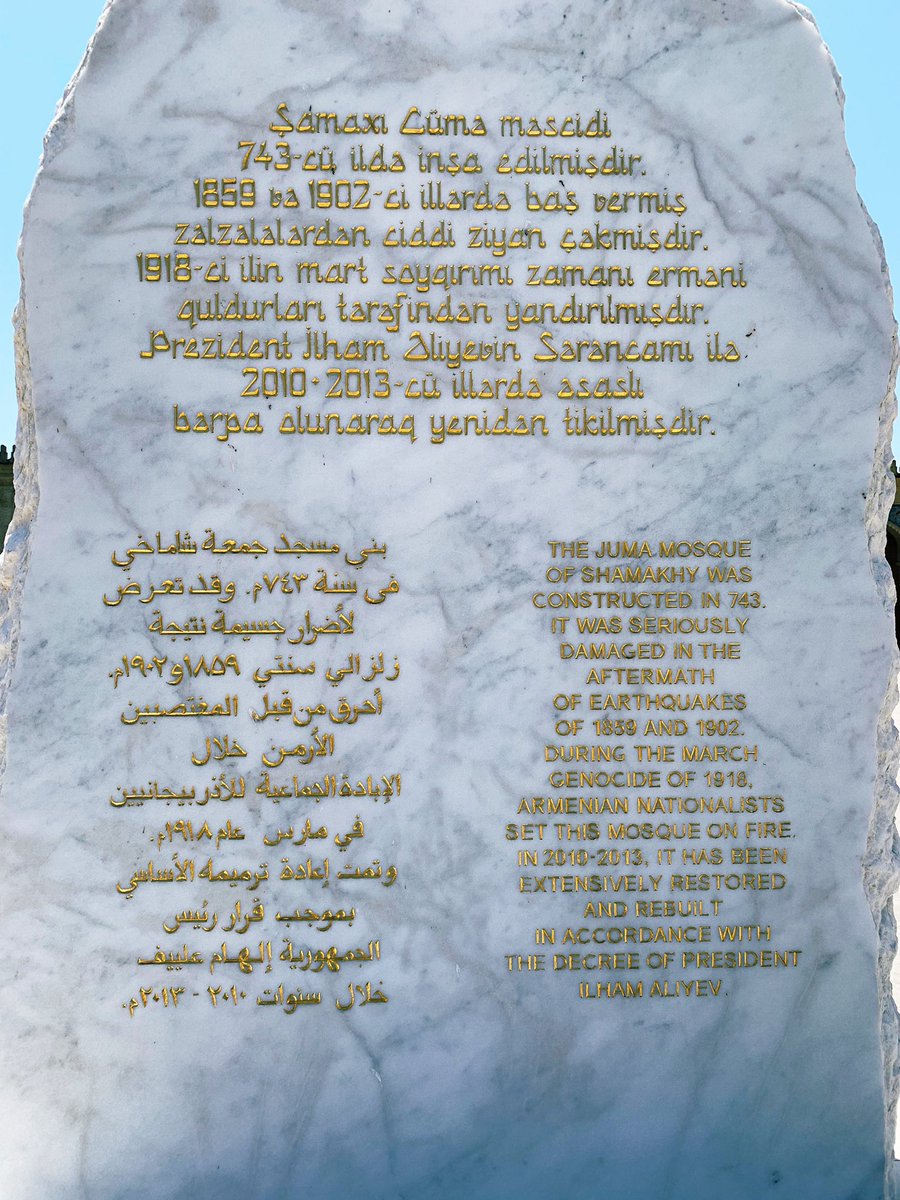 Şamaxı Cümə məscidi
743-cü ildə inşa edilmişdir.
1859 və 1902-ci illərdə baş vermiş
zəlzələlərdən ciddi ziyan çəkmişdir.
1918-ci ilin mart soyqırımı zamanı erməni
quldurları tərəfindən yandırılmışdır.
Prezident İlham Əliyevin Sərəncamı ilə
2010-2013-cü illərdə əsaslı
bərpa olunaraq yenidən tikilmişdir.
بني مسجد جمعة شاماخي
في سنة ٧٤٣م. وقد تعرض
لأضرار جسيمة نتيجة
زلزالي سنتي ١٨٥٩و١٩٠٢م.
أحرق من قبل المغتصبين
الأرمن خلال
الإبادة الجماعية للأذربيجانيين
في مارس عام ١٩١٨م.
وتمت إعادة ترميمه الأساسي
بموجب قرار رئيس
الجمهورية إلهام علييف
خلال سنوات ٢٠١٠ - ٢٠١٣م.
THE JUMA MOSQUE
OF SHAMAKHY WAS
CONSTRUCTED IN 743.
IT WAS SERIOUSLY
DAMAGED IN THE
AFTERMATH
OF EARTHQUAKES
OF 1859 AND 1902.
DURING THE MARCH
GENOCIDE OF 1918,
ARMENIAN NATIONALISTS
SET THIS MOSQUE ON FIRE.
IN 2010-2013, IT HAS BEEN
EXTENSIVELY RESTORED
AND REBUILT
IN ACCORDANCE WITH
THE DECREE OF PRESIDENT
ILHAM ALIYEV.